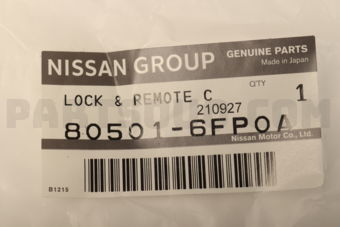 NISSAN GROUP
GENUINE PARTS
Made in Japan
LOCK & REMOTE C
QTY
1
210927
80501-6FP0A
Nissan Motor Co., Ltd.
B1215